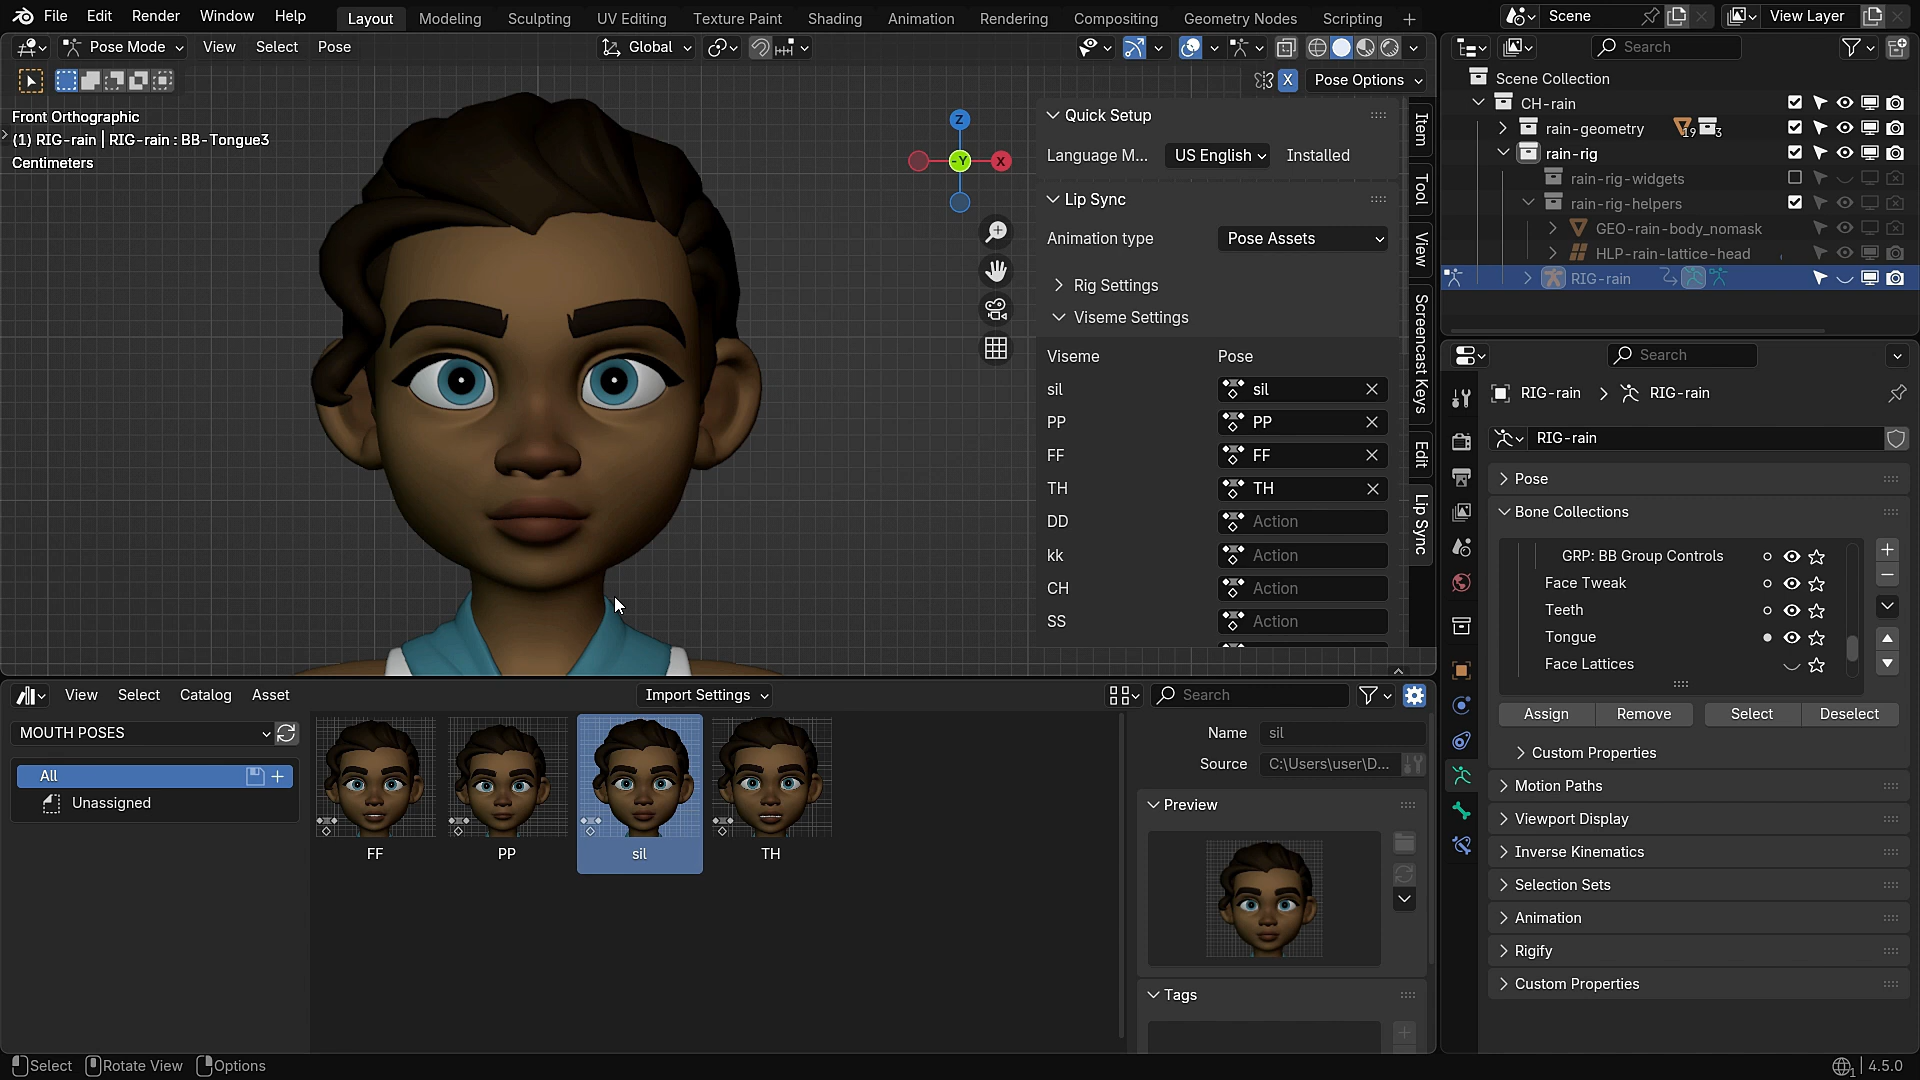 File Edit Render Window Help Layout Modeling Sculpting UV Editing Texture Paint Shading Animation Rendering Compositing Geometry Nodes Scripting + Scene View Layer
Pose Mode View Select Pose Global Search
X Pose Options
Front Orthographic
(1) RIG-rain | RIG-rain : BB-Tongue3
Centimeters
Z
-Y
X
Quick Setup
Language M... US English Installed
Lip Sync
Animation type Pose Assets
Rig Settings
Viseme Settings
Viseme Pose
sil sil
PP PP
FF FF
TH TH
DD Action
kk Action
CH Action
SS Action
Item
Tool
View
Screencast Keys
Edit
Lip Sync
Scene Collection
CH-rain
rain-geometry 19 3
rain-rig
rain-rig-widgets
rain-rig-helpers
GEO-rain-body_nomask
HLP-rain-lattice-head
RIG-rain
Search
RIG-rain RIG-rain
RIG-rain
Pose
Bone Collections
GRP: BB Group Controls
Face Tweak
Teeth
Tongue
Face Lattices
Assign Remove Select Deselect
Custom Properties
Motion Paths
Viewport Display
Inverse Kinematics
Selection Sets
Animation
Rigify
Custom Properties
View Select Catalog Asset Import Settings Search
MOUTH POSES
All
Unassigned
FF PP sil TH
Name sil
Source C:\Users\user\D...
Preview
Tags
Select Rotate View Options 1 4.5.0